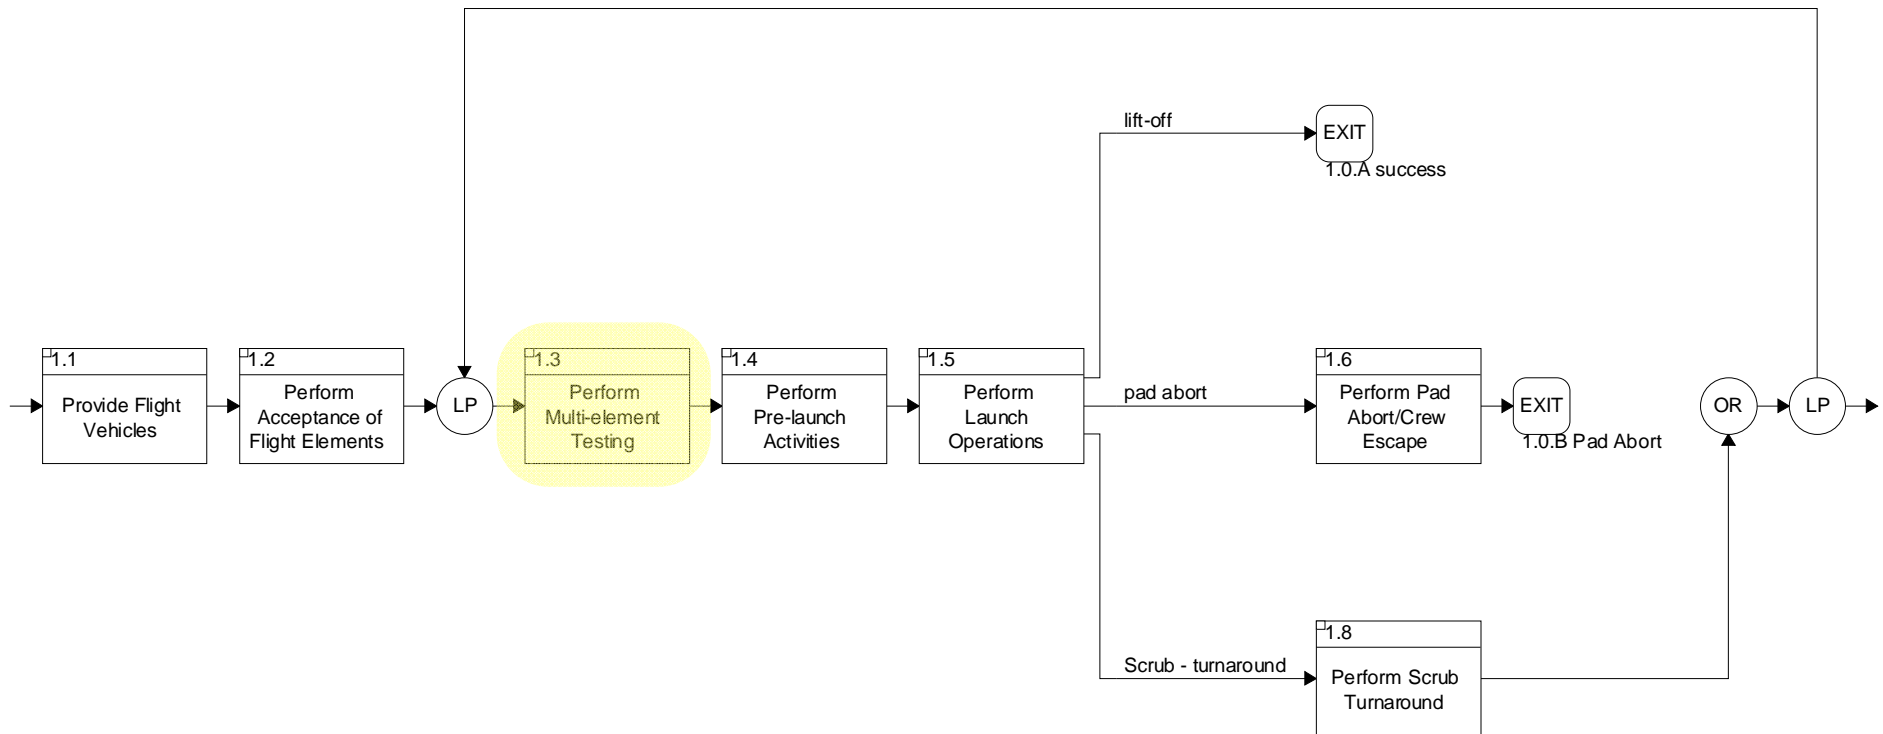 lift-off
EXIT
1.0.A success
1.1
Provide Flight
Vehicles
1.2
Perform
Acceptance of
Flight Elements
LP
1.3
Perform
Multi-element
Testing
1.4
Perform
Pre-launch
Activities
1.5
Perform
Launch
Operations
pad abort
1.6
Perform Pad
Abort/Crew
Escape
EXIT
1.0.B Pad Abort
OR
LP
Scrub - turnaround
1.8
Perform Scrub
Turnaround